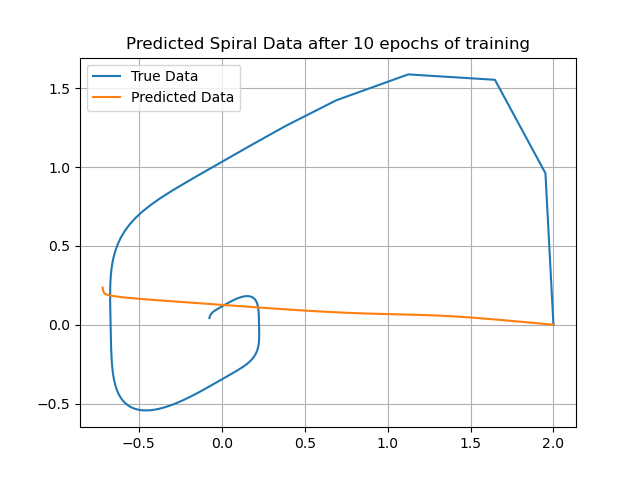 Predicted Spiral Data after 10 epochs of training
True Data
Predicted Data
1.5
1.0
0.5
0.0
−0.5
−0.5 0.0 0.5 1.0 1.5 2.0